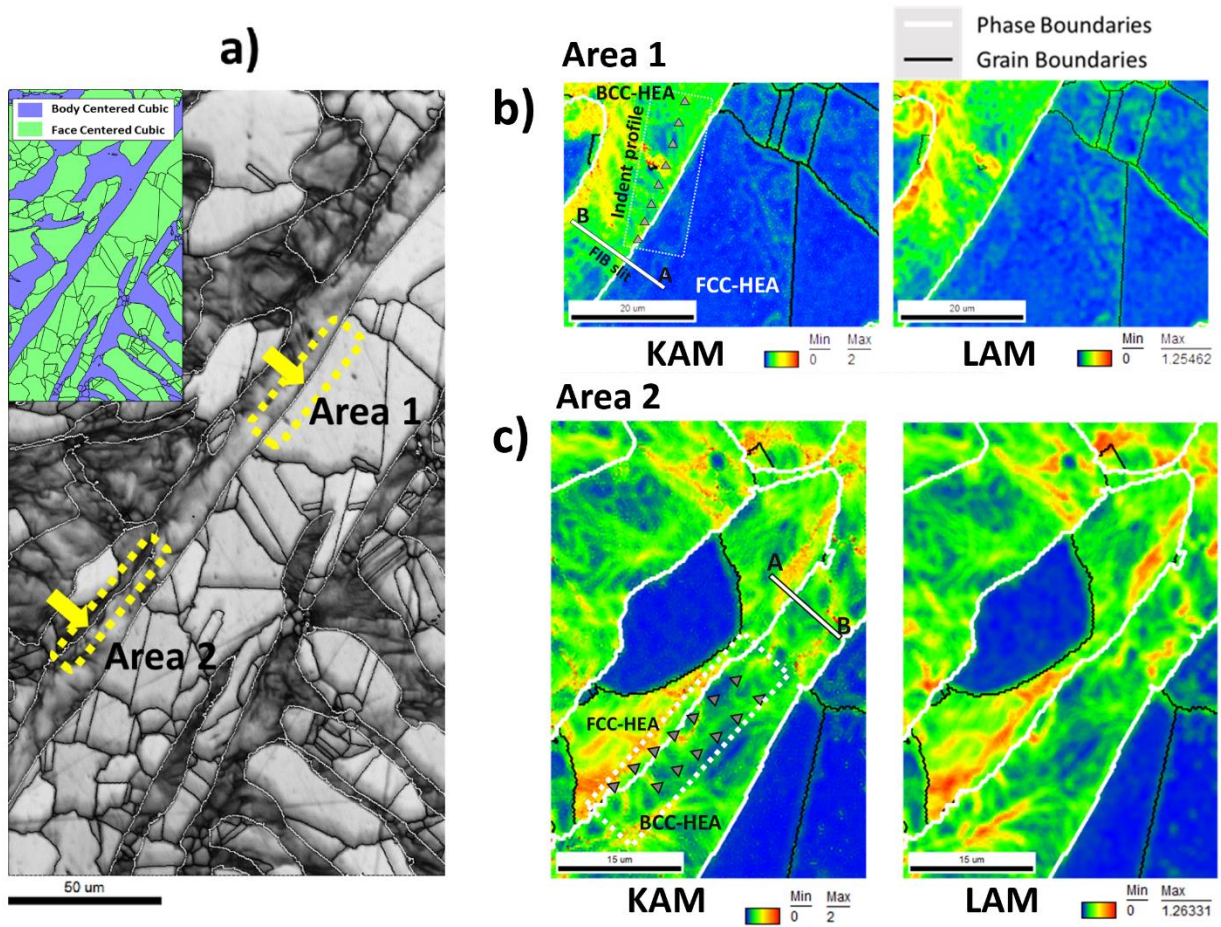 a)
Body Centered Cubic
Face Centered Cubic
Area 1
Area 2
50 um
Phase Boundaries
Grain Boundaries
Area 1
b)
BCC-HEA
Indent profile
B
FIB slit
A
FCC-HEA
20 um
KAM
Min Max
0 2
20 um
LAM
Min Max
0 1.25462
Area 2
c)
A
B
FCC-HEA
BCC-HEA
15 um
KAM
Min Max
0 2
15 um
LAM
Min Max
0 1.26331